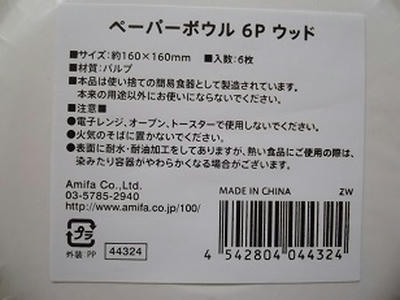 ペーパーボウル 6P ウッド
■サイズ:約160×160mm ■入数:6枚
■材質:パルプ
■本品は使い捨ての簡易食器として製造されています。
本来の用途以外にお使いにならないでください。
■注意■
●電子レンジ、オーブン、トースターで使用しないでください。
●火気のそばに置かないでください。
●表面に耐水・耐油加工をしてありますが、熱い食品にご使用の際は、
染みたり容器がやわらかくなる場合がございます。
Amifa Co.,Ltd.
03-5785-2940
http://www.amifa.co.jp/100/
MADE IN CHINA ZW
プラ
外装:PP
44324
4 542804 044324